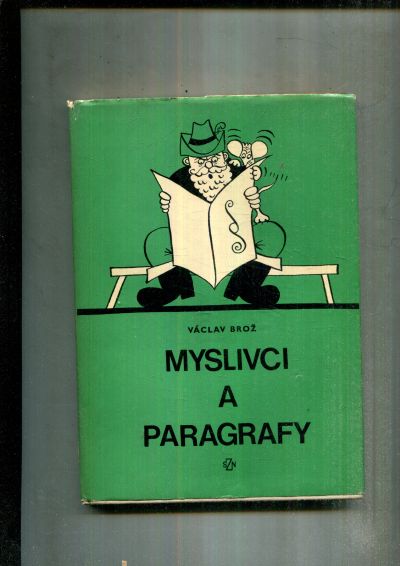 §
VÁCLAV BROŽ
MYSLIVCI
A
PARAGRAFY
SZN